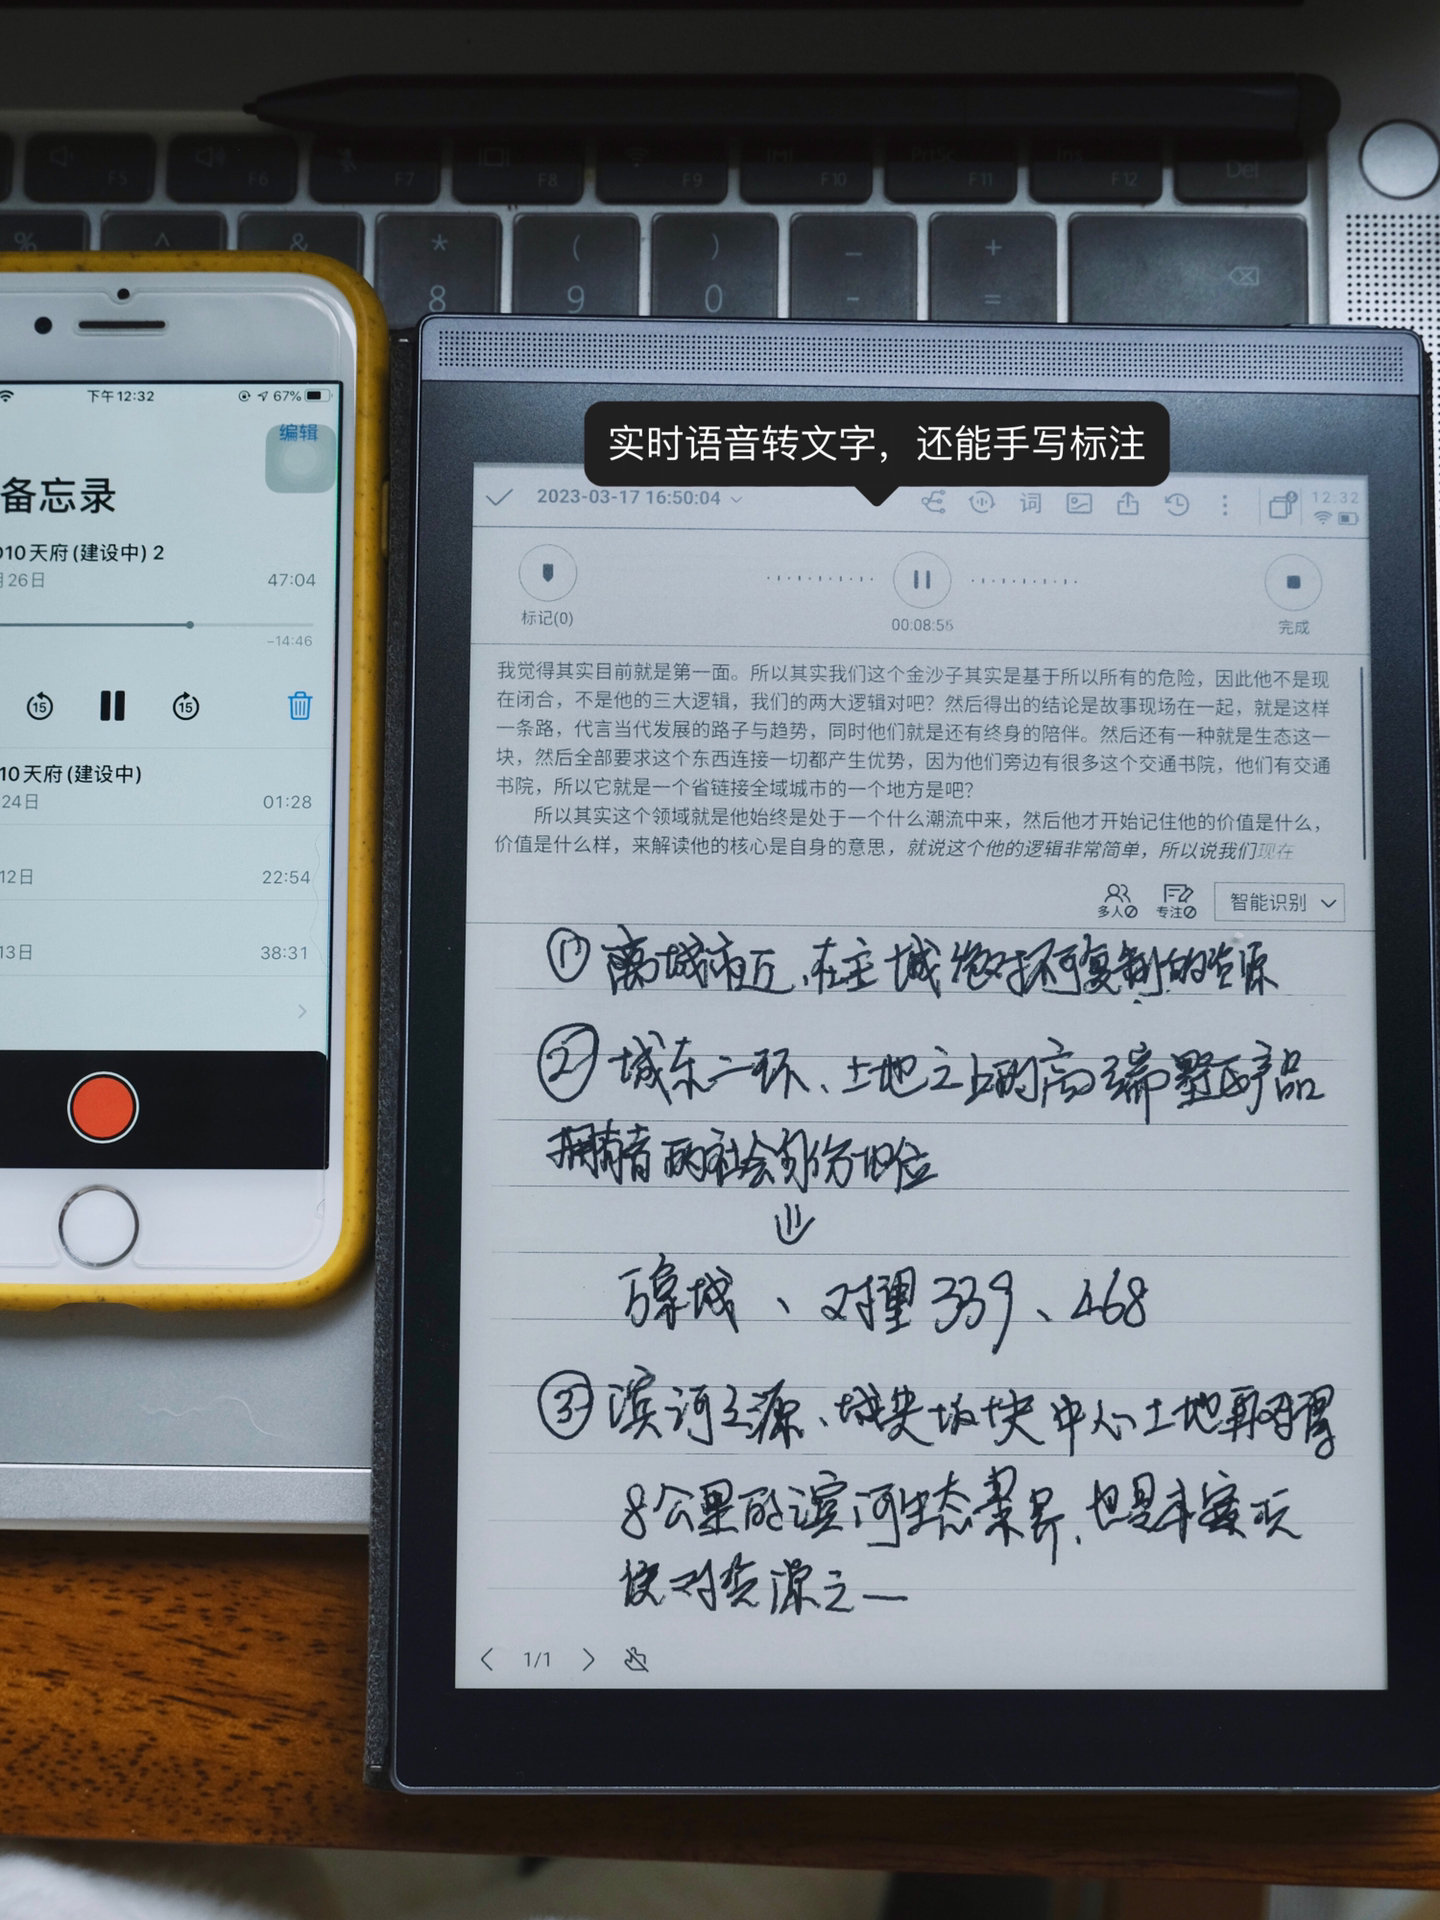 F5
F6
F7
F8
F9
PrtSc
F10
F11
Ins
F12
Del
%
^
&
*
8
(
9
)
0
-
-
+
=
下午12:32
67%
编辑
备忘录
010天府(建设中) 2
26日
47:04
-14:46
15
15
10天府(建设中)
24日
01:28
12日
22:54
13日
38:31
实时语音转文字，还能手写标注
2023-03-17 16:50:04
词
12:32
标记(0)
00:08:55
完成
我觉得其实目前就是第一面。所以其实我们这个金沙子其实是基于所以所有的危险，因此他不是现
在闭合，不是他的三大逻辑，我们的两大逻辑对吧？然后得出的结论是故事现场在一起，就是这样
一条路，代言当代发展的路子与趋势，同时他们就是还有终身的陪伴。然后还有一种就是生态这一
块，然后全部要求这个东西连接一切都产生优势，因为他们旁边有很多这个交通书院，他们有交通
书院，所以它就是一个省链接全域城市的一个地方是吧？
所以其实这个领域就是他始终是处于一个什么潮流中来，然后他才开始记住他的价值是什么，
价值是什么样，来解读他的核心是自身的意思，就说这个他的逻辑非常简单，所以说我们现在
多人
专注
智能识别
① 离城市近、在主城绝对不可复制的资源
② 城东二环、土地之上的高端墅区产品
拥有着高社会身份地位
⇓
万象城、对望339、468
③ 滨河之源、城央板块中心土地
8公里的滨河生态，也是本案
绝对资源之一
1/1